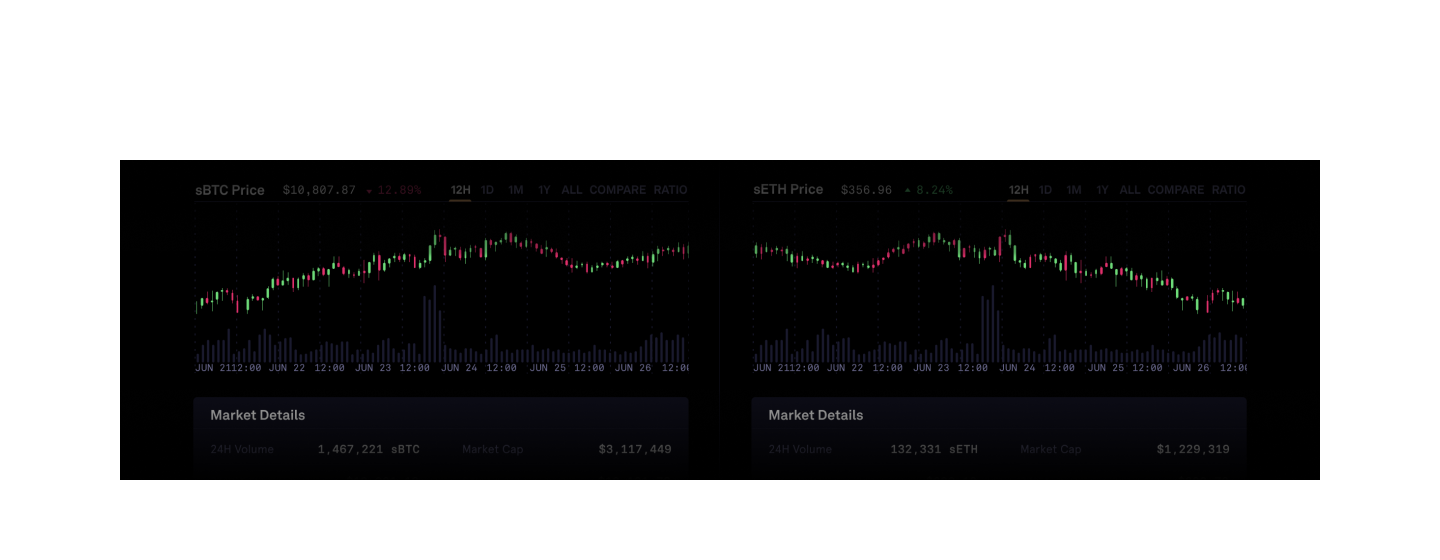 sBTC Price $10,807.87 12.89% 12H 1D 1M 1Y ALL COMPARE RATIO
JUN 21 12:00 JUN 22 12:00 JUN 23 12:00 JUN 24 12:00 JUN 25 12:00 JUN 26 12:00
Market Details
24H Volume 1,467,221 sBTC Market Cap $3,117,449
sETH Price $356.96 8.24% 12H 1D 1M 1Y ALL COMPARE RATIO
JUN 21 12:00 JUN 22 12:00 JUN 23 12:00 JUN 24 12:00 JUN 25 12:00 JUN 26 12:00
Market Details
24H Volume 132,331 sETH Market Cap $1,229,319